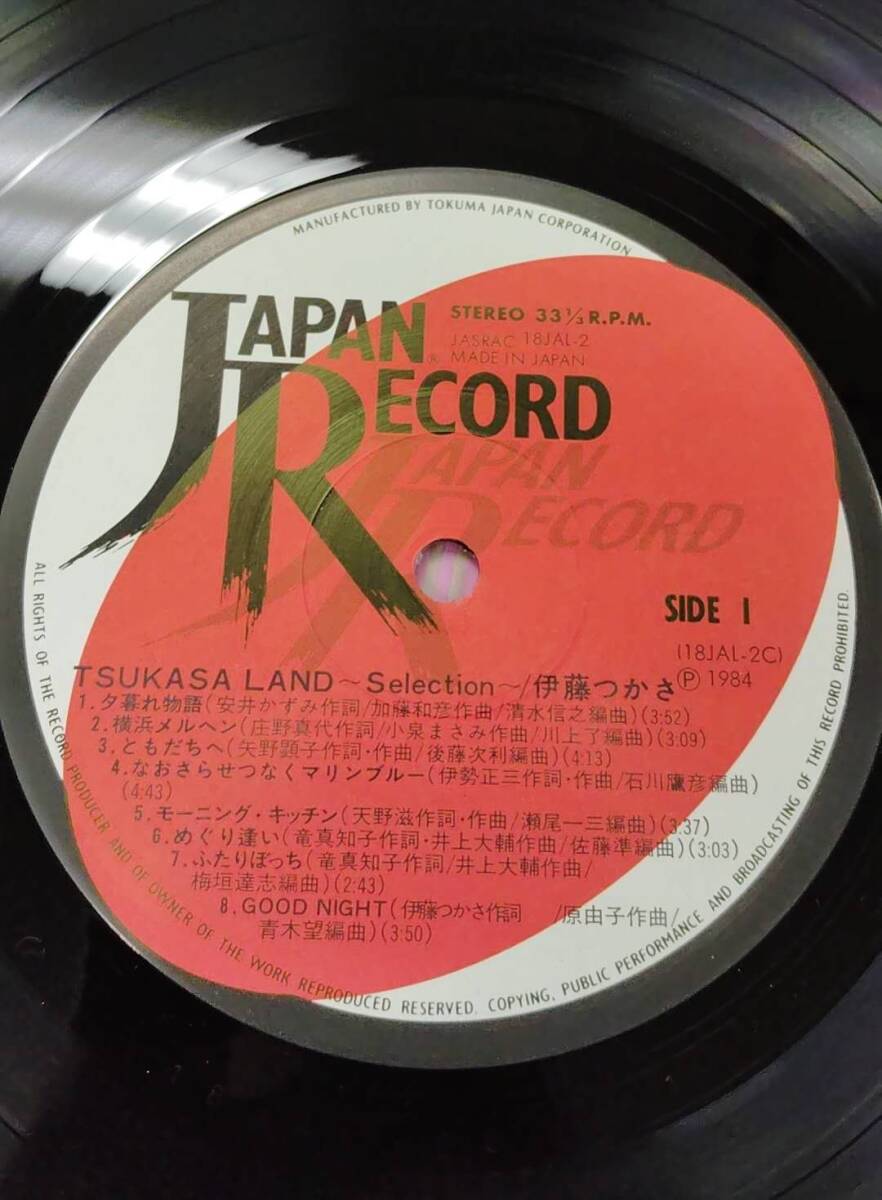 MANUFACTURED BY TOKUMA JAPAN CORPORATION
JAPAN
RECORD®
STEREO 33 1/3 R.P.M.
JASRAC 18JAL-2
MADE IN JAPAN
JAPAN
RECORD
SIDE 1
(18JAL-2C)
TSUKASA LAND～Selection～/伊藤つかさ Ⓟ 1984
1.夕暮れ物語(安井かずみ作詞/加藤和彦作曲/清水信之編曲)(3:52)
2.横浜メルヘン(庄野真代作詞/小泉まさみ作曲/川上了編曲)(3:09)
3.ともだちへ(矢野顕子作詞・作曲/後藤次利編曲)(4:13)
4.なおさらせつなくマリンブルー(伊勢正三作詞・作曲/石川鷹彦編曲)
(4:43)
5.モーニング・キッチン(天野滋作詞・作曲/瀬尾一三編曲)(3:37)
6.めぐり逢い(竜真知子作詞・井上大輔作曲/佐藤準編曲)(3:03)
7.ふたりぼっち(竜真知子作詞/井上大輔作曲/
梅垣達志編曲)(2:43)
8.GOOD NIGHT(伊藤つかさ作詞 /原由子作曲/
青木望編曲)(3:50)
ALL RIGHTS OF THE RECORD PRODUCER AND OF OWNER OF THE WORK REPRODUCED RESERVED. COPYING, PUBLIC PERFORMANCE AND BROADCASTING OF THIS RECORD PROHIBITED.